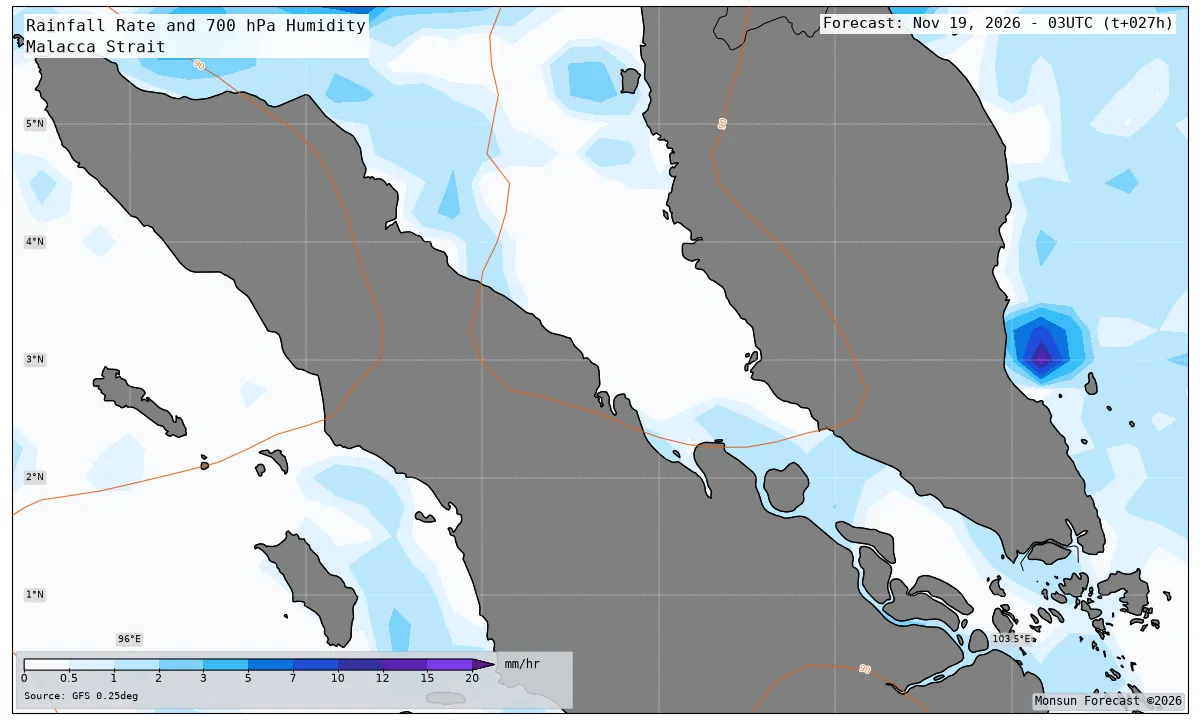 Rainfall Rate and 700 hPa Humidity
Malacca Strait
Forecast: Nov 19, 2026 - 03UTC (t+027h)
90
90
5°N
4°N
3°N
2°N
1°N
96°E
103.5°E
90
0 0.5 1 2 3 5 7 10 12 15 20
mm/hr
Source: GFS 0.25deg
Monsun Forecast ©2026